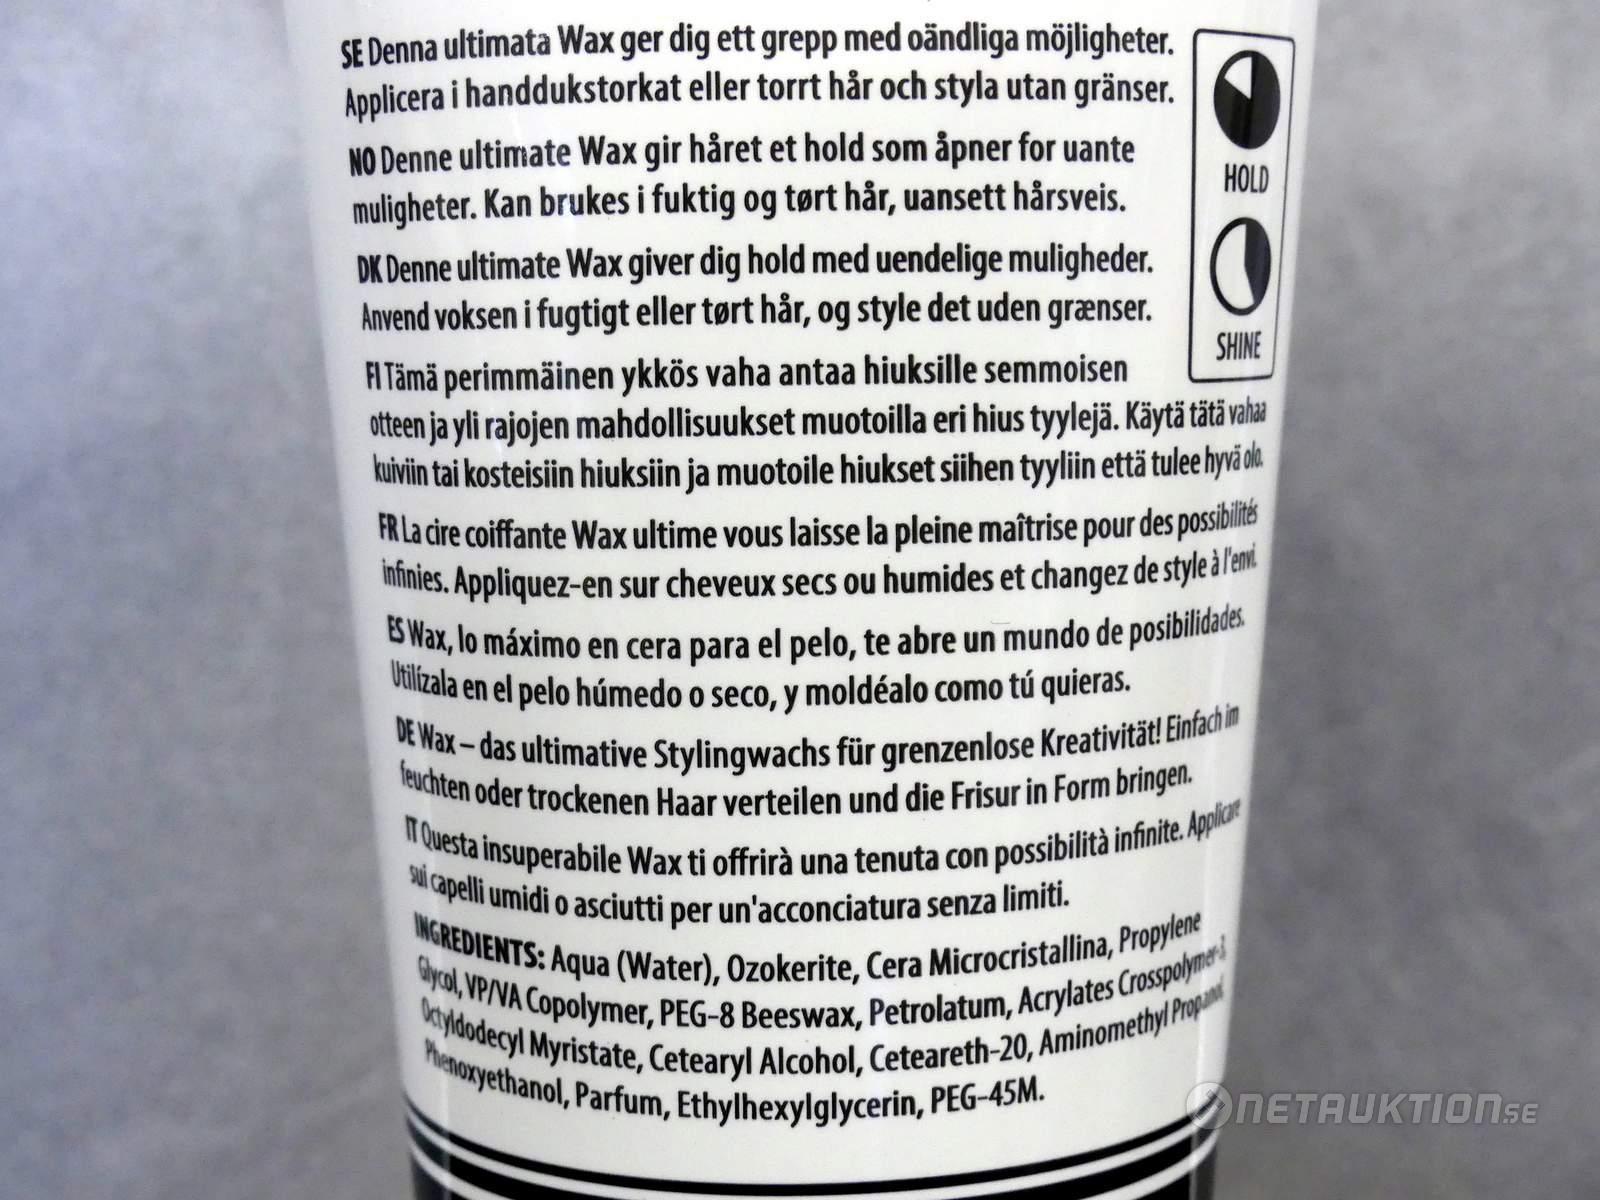 SE Denna ultimata Wax ger dig ett grepp med oändliga möjligheter.
Applicera i handdukstorkat eller torrt hår och styla utan gränser.
NO Denne ultimate Wax gir håret et hold som åpner for uante
muligheter. Kan brukes i fuktig og tørt hår, uansett hårsveis.
DK Denne ultimate Wax giver dig hold med uendelige muligheder.
Anvend voksen i fugtigt eller tørt hår, og style det uden grænser.
HOLD
SHINE
FI Tämä perimmäinen ykkös vaha antaa hiuksille semmoisen
otteen ja yli rajojen mahdollisuukset muotoilla eri hius tyylejä. Käytä tätä vahaa
kuiviin tai kosteisiin hiuksiin ja muotoile hiukset siihen tyyliin että tulee hyvä olo.
FR La cire coiffante Wax ultime vous laisse la pleine maîtrise pour des possibilités
infinies. Appliquez-en sur cheveux secs ou humides et changez de style à l'envi.
ES Wax, lo máximo en cera para el pelo, te abre un mundo de posibilidades.
Utilízala en el pelo húmedo o seco, y moldéalo como tú quieras.
DE Wax – das ultimative Stylingwachs für grenzenlose Kreativität! Einfach im
feuchten oder trockenen Haar verteilen und die Frisur in Form bringen.
IT Questa insuperabile Wax ti offrirà una tenuta con possibilità infinite. Applicare
sui capelli umidi o asciutti per un'acconciatura senza limiti.
INGREDIENTS: Aqua (Water), Ozokerite, Cera Microcristallina, Propylene
Glycol, VP/VA Copolymer, PEG-8 Beeswax, Petrolatum, Acrylates Crosspolymer-3,
Octyldodecyl Myristate, Cetearyl Alcohol, Ceteareth-20, Aminomethyl Propanol,
Phenoxyethanol, Parfum, Ethylhexylglycerin, PEG-45M.
NETAUKTION.SE